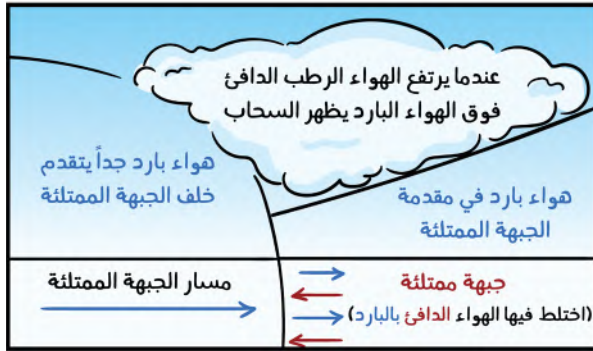 عندما يرتفع الهواء الرطب الدافئ
فوق الهواء البارد يظهر السحاب
هواء بارد في مقدمة
الجبهة الممتلئة
هواء بارد جداً يتقدم
خلف الجبهة الممتلئة
جبهة ممتلئة
(اختلط فيها الهواء الدافئ بالبارد)
مسار الجبهة الممتلئة